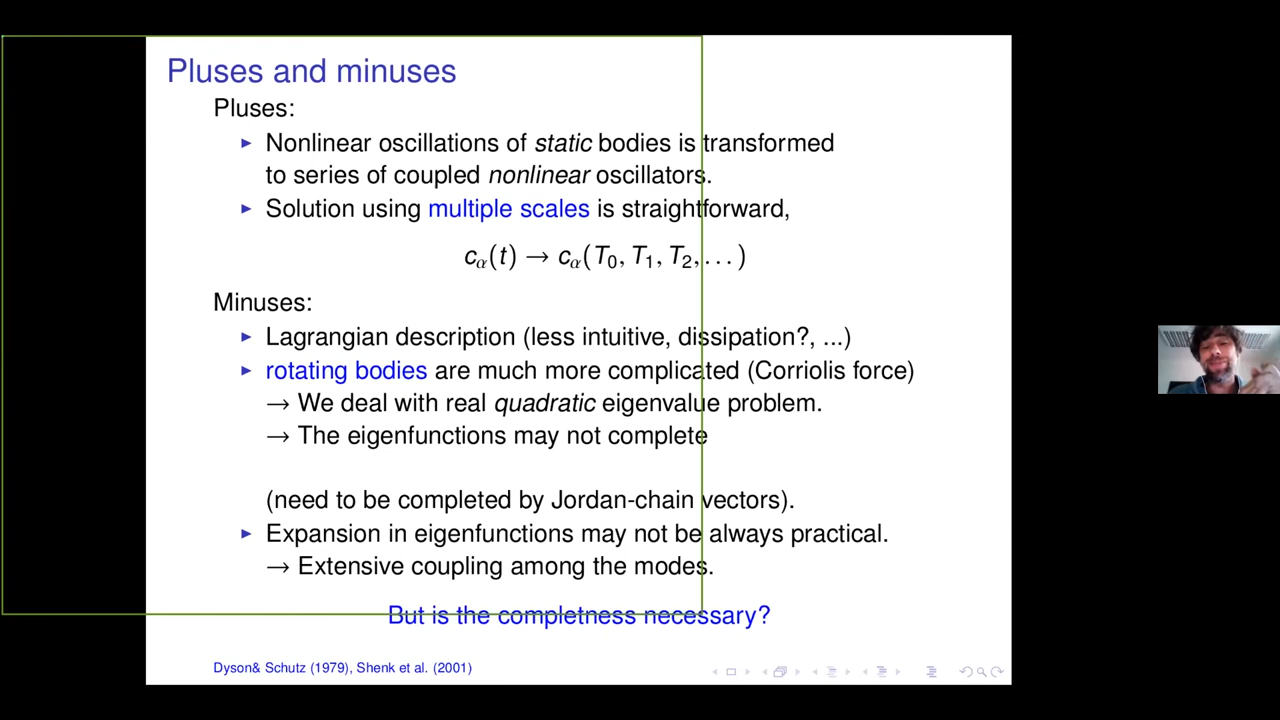 Pluses and minuses
Pluses:
▶ Nonlinear oscillations of static bodies is transformed
to series of coupled nonlinear oscillators.
▶ Solution using multiple scales is straightforward,
cα(t) → cα(T0, T1, T2, . . . )
Minuses:
▶ Lagrangian description (less intuitive, dissipation?, ...)
▶ rotating bodies are much more complicated (Corriolis force)
→ We deal with real quadratic eigenvalue problem.
→ The eigenfunctions may not complete
(need to be completed by Jordan-chain vectors).
▶ Expansion in eigenfunctions may not be always practical.
→ Extensive coupling among the modes.
But is the completness necessary?
Dyson& Schutz (1979), Shenk et al. (2001)